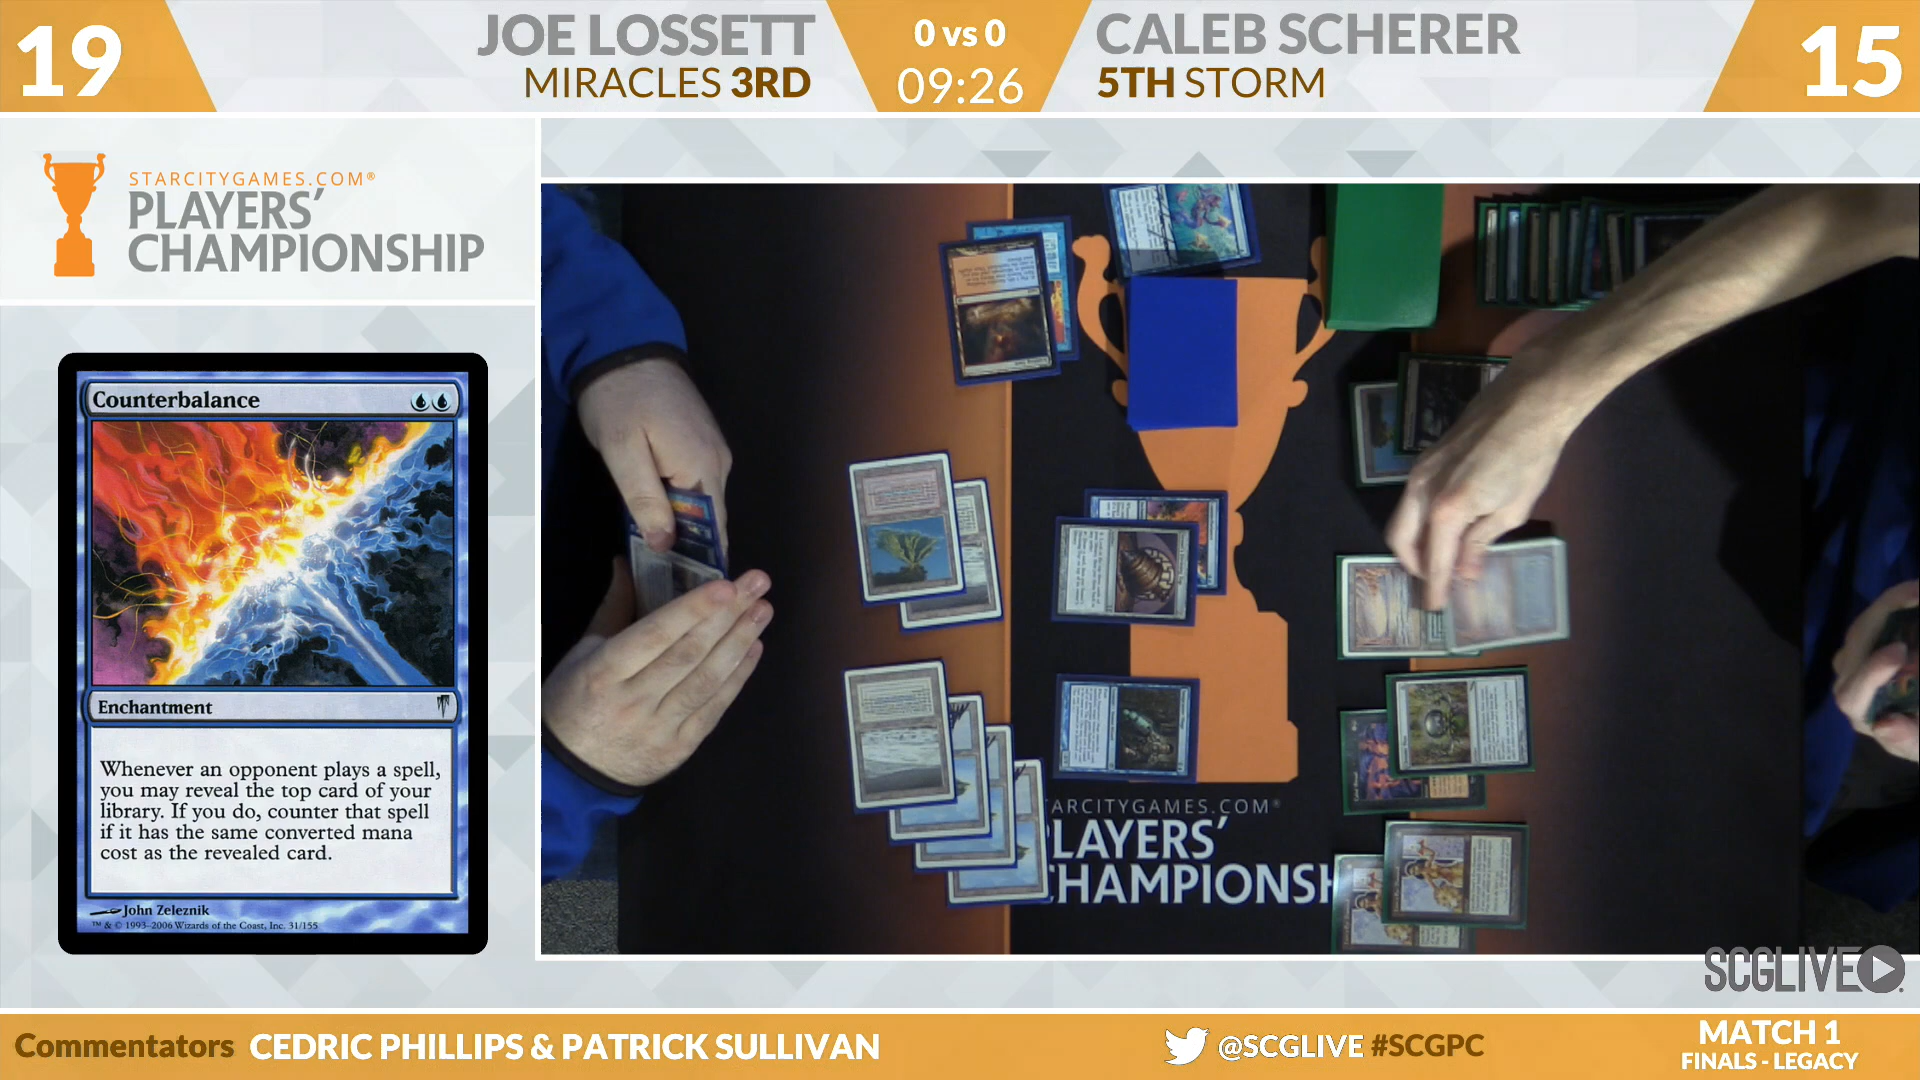 19
JOE LOSSETT
MIRACLES 3RD
0 vs 0
09:26
CALEB SCHERER
5TH STORM
15
STARCITYGAMES.COM®
PLAYERS'
CHAMPIONSHIP
Counterbalance
Enchantment
Whenever an opponent plays a spell,
you may reveal the top card of your
library. If you do, counter that spell
if it has the same converted mana
cost as the revealed card.
John Zeleznik
™ & © 1993–2006 Wizards of the Coast, Inc. 31/155
TARCITYGAMES.COM®
PLAYERS'
CHAMPIONSH
SCGLIVE
Commentators CEDRIC PHILLIPS & PATRICK SULLIVAN
@SCGLIVE #SCGPC
MATCH 1
FINALS - LEGACY